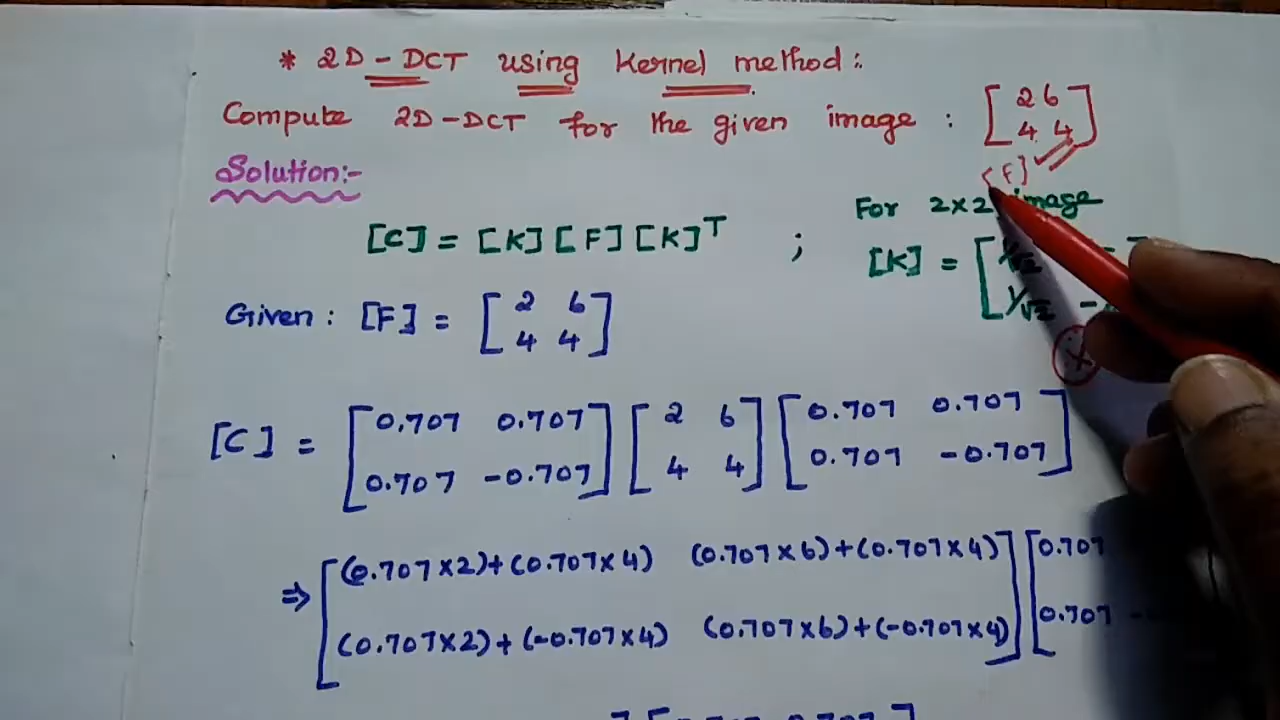 * 2D-DCT using Kernel method:
Compute 2D-DCT for the given image : [2 6
4 4]
[F]
Solution:-
For 2×2 image
[C] = [K][F][K]ᵀ ;
[K] = [1/√2
1/√2 -
Given: [F] = [2 6
4 4]
[C] = [0.707 0.707
0.707 -0.707] [2 6
4 4] [0.707 0.707
0.707 -0.707]
⇒ [(0.707×2)+(0.707×4) (0.707×6)+(0.707×4)] [0.707
(0.707×2)+(-0.707×4) (0.707×6)+(-0.707×4)] [0.707